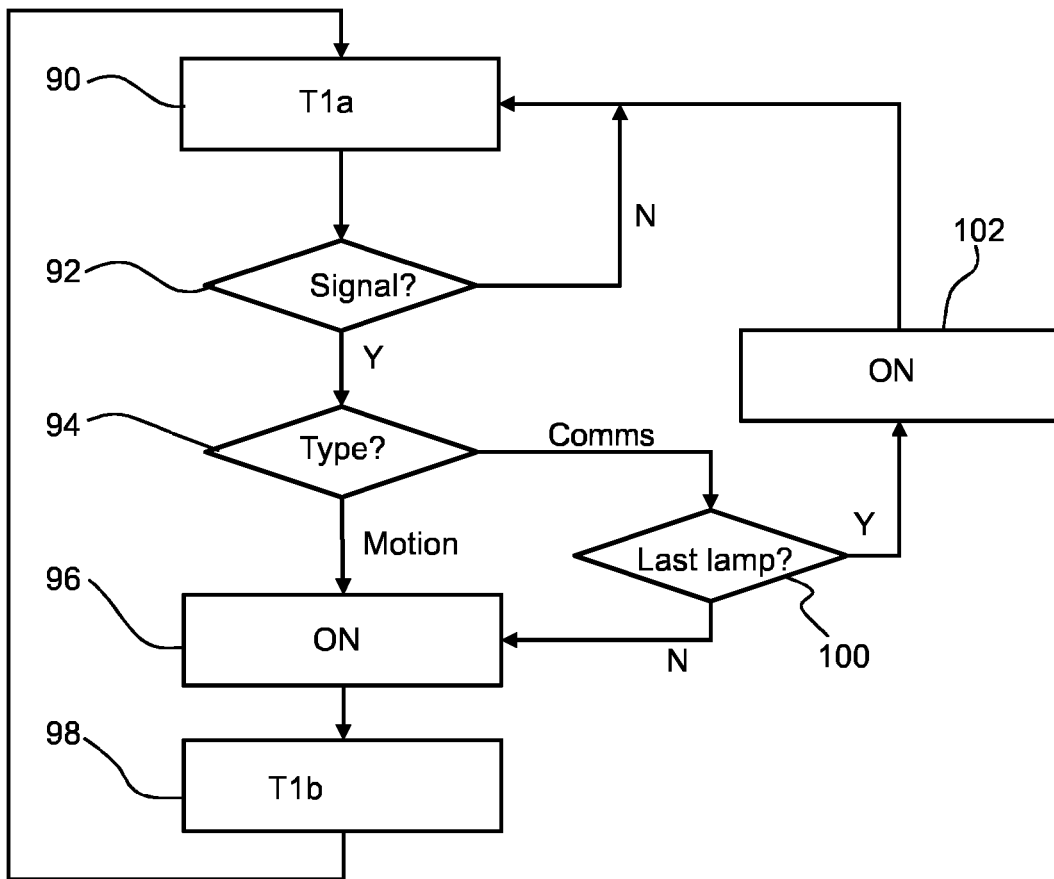 90
T1a
N
92
Signal?
102
Y
ON
94
Type?
Comms
Motion
Last lamp?
Y
96
ON
N
100
98
T1b